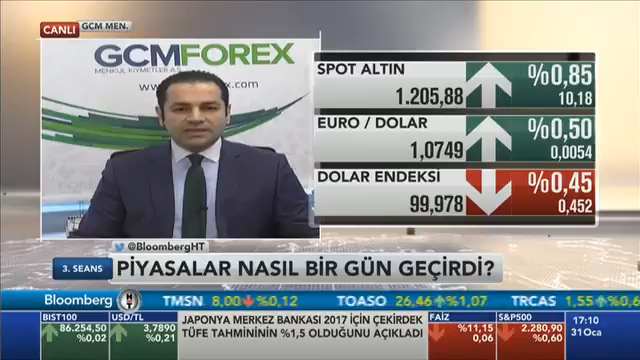 CANLI
GCM MEN.
GCMFOREX
MENKUL KIYMETLER A.Ş.
SPOT ALTIN
1.205,88
%0,85
10,18
EURO / DOLAR
1,0749
%0,50
0,0054
DOLAR ENDEKSİ
99,978
%0,45
0,452
@BloombergHT
3. SEANS
PİYASALAR NASIL BİR GÜN GEÇİRDİ?
Bloomberg HT
TMSN 8,00 %0,12
TOASO 26,46 %1,07
TRCAS 1,55
BIST100
86.254,50
%0,02
USD/TL
3,7890
%0,21
JAPONYA MERKEZ BANKASI 2017 İÇİN ÇEKİRDEK
TÜFE TAHMİNİNİN %1,5 OLDUĞUNU AÇIKLADI
FAİZ
%11,15
0,06
S&P500
2.280,90
%0,60
17:10
31Oca